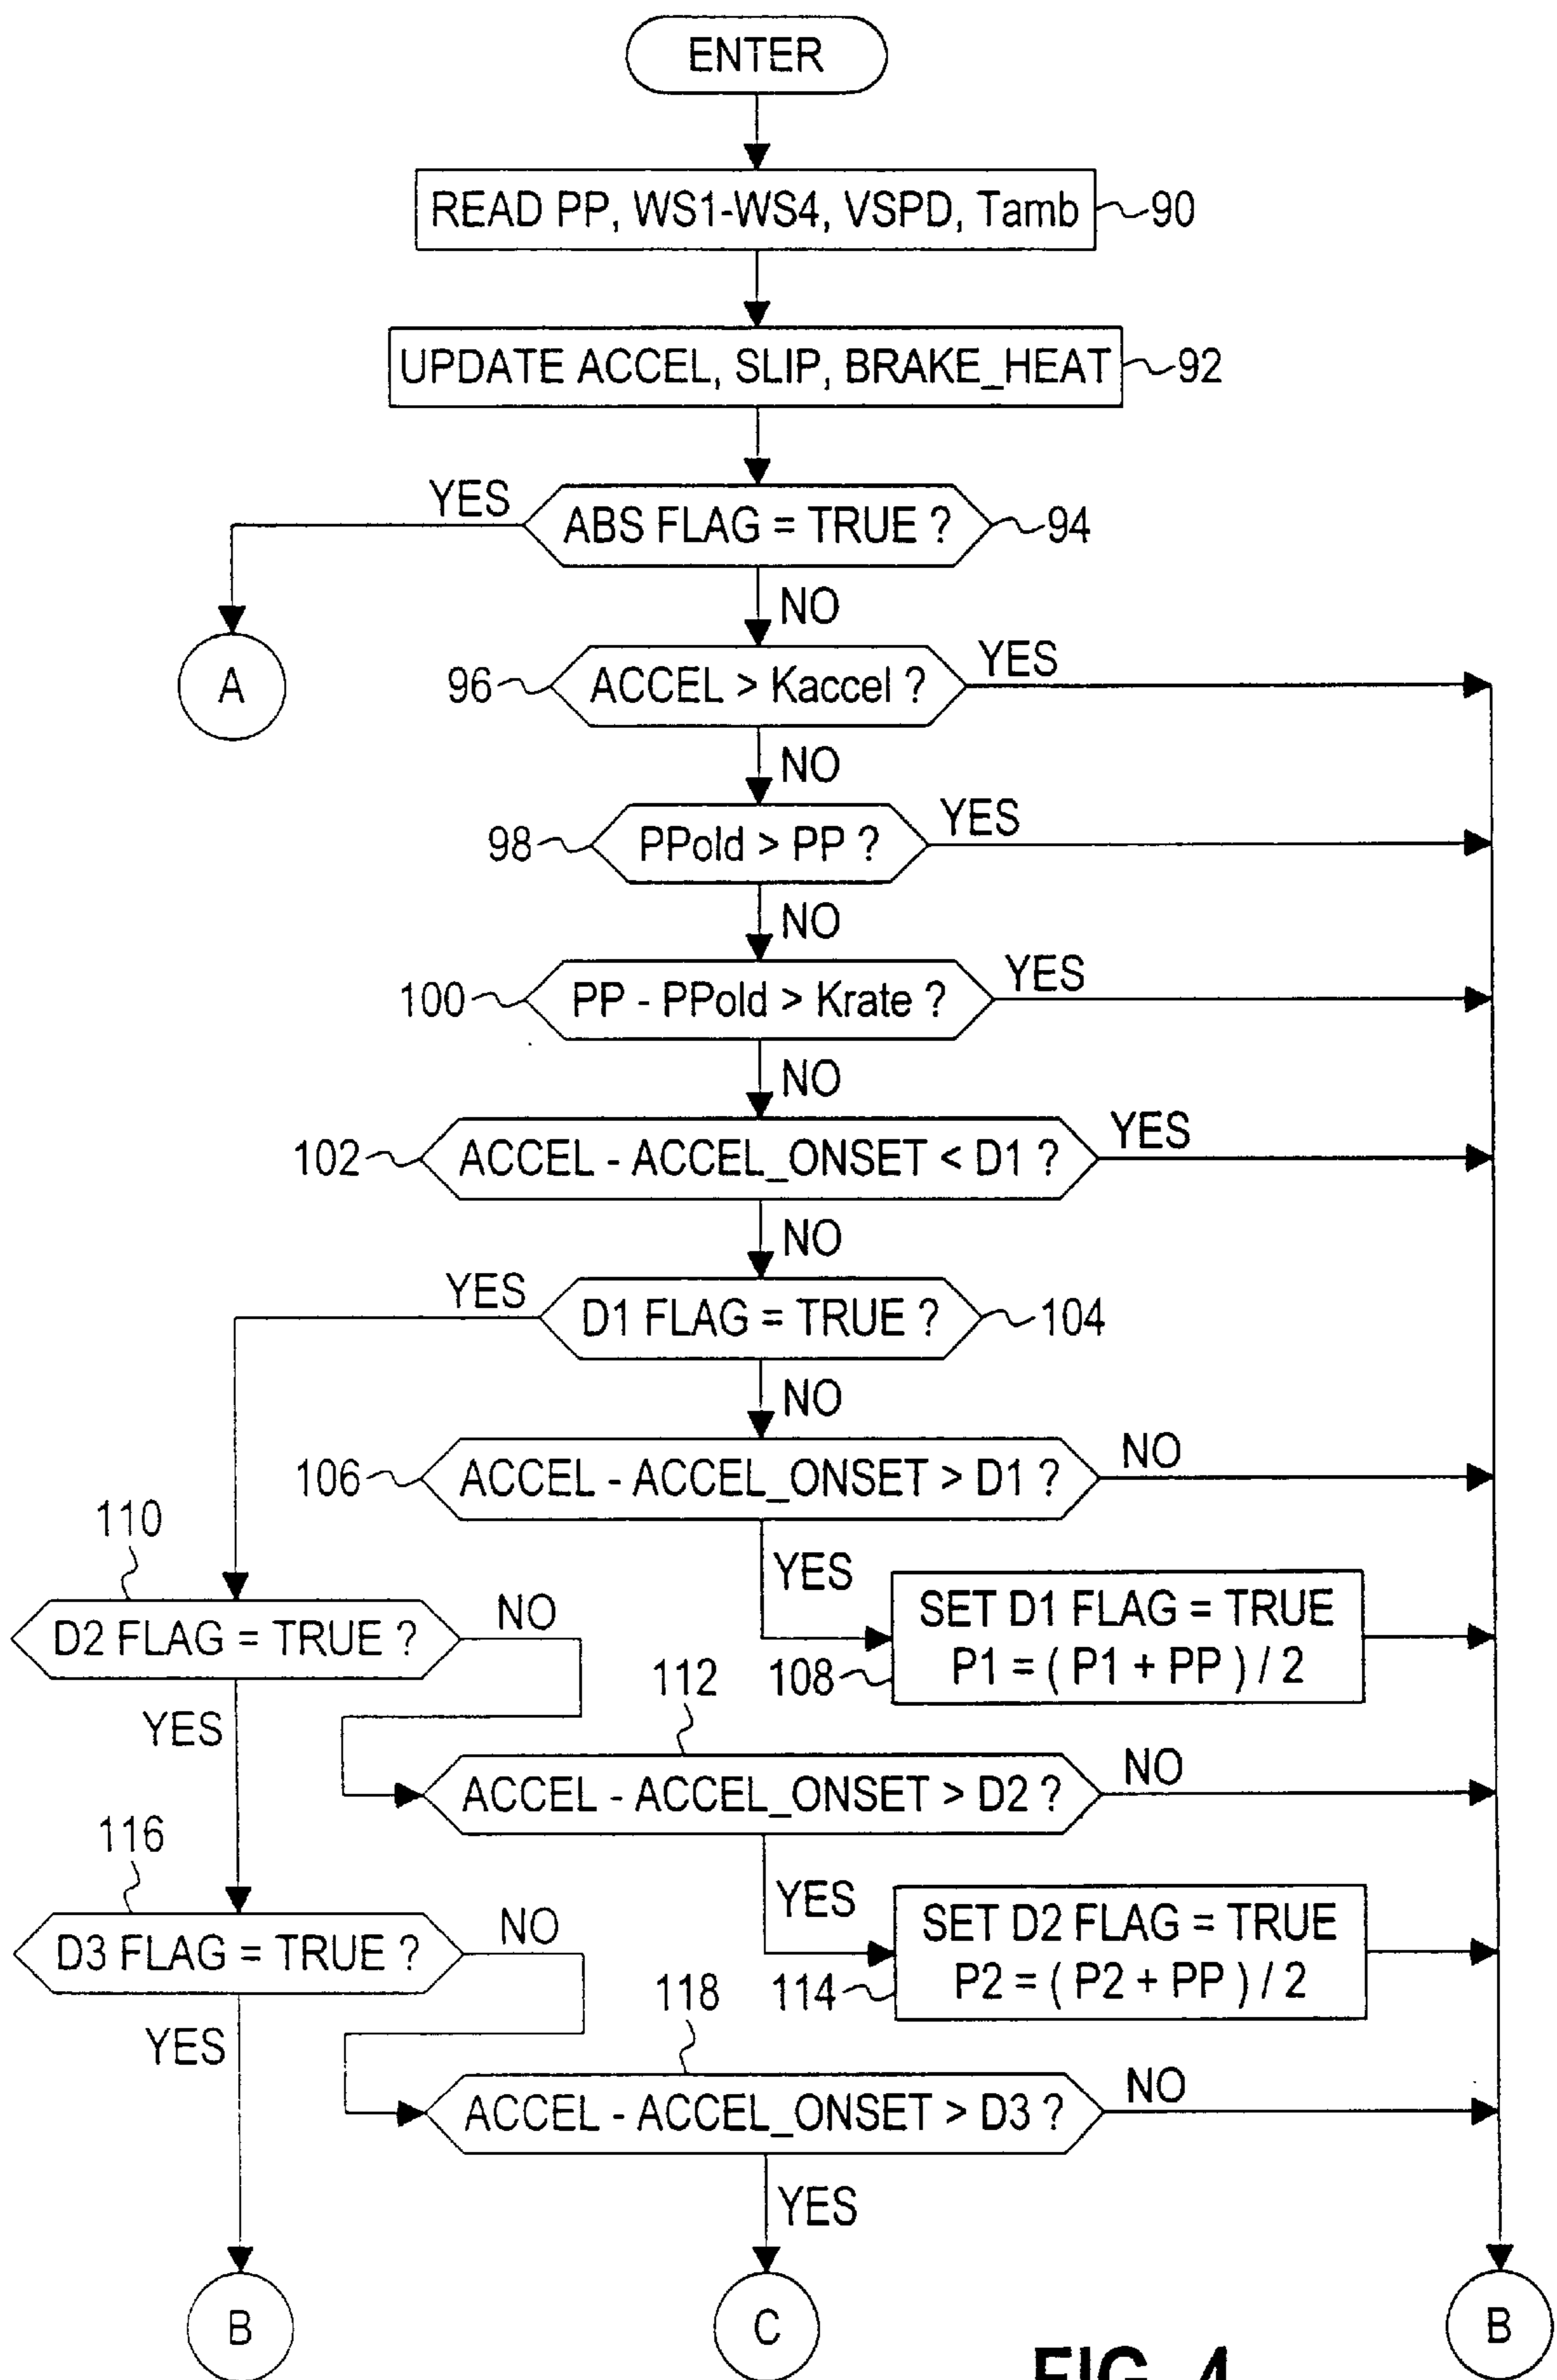 ENTER
READ PP, WS1-WS4, VSPD, Tamb
90
UPDATE ACCEL, SLIP, BRAKE_HEAT
92
YES
ABS FLAG = TRUE ?
94
NO
A
96
ACCEL > Kaccel ?
YES
NO
98
PPold > PP ?
YES
NO
100
PP - PPold > Krate ?
YES
NO
102
ACCEL - ACCEL_ONSET < D1 ?
YES
NO
YES
D1 FLAG = TRUE ?
104
NO
106
ACCEL - ACCEL_ONSET > D1 ?
NO
110
YES
SET D1 FLAG = TRUE
P1 = ( P1 + PP ) / 2
108
D2 FLAG = TRUE ?
NO
YES
112
ACCEL - ACCEL_ONSET > D2 ?
NO
116
YES
SET D2 FLAG = TRUE
P2 = ( P2 + PP ) / 2
114
D3 FLAG = TRUE ?
NO
YES
118
ACCEL - ACCEL_ONSET > D3 ?
NO
YES
B
C
B
FIG. 4